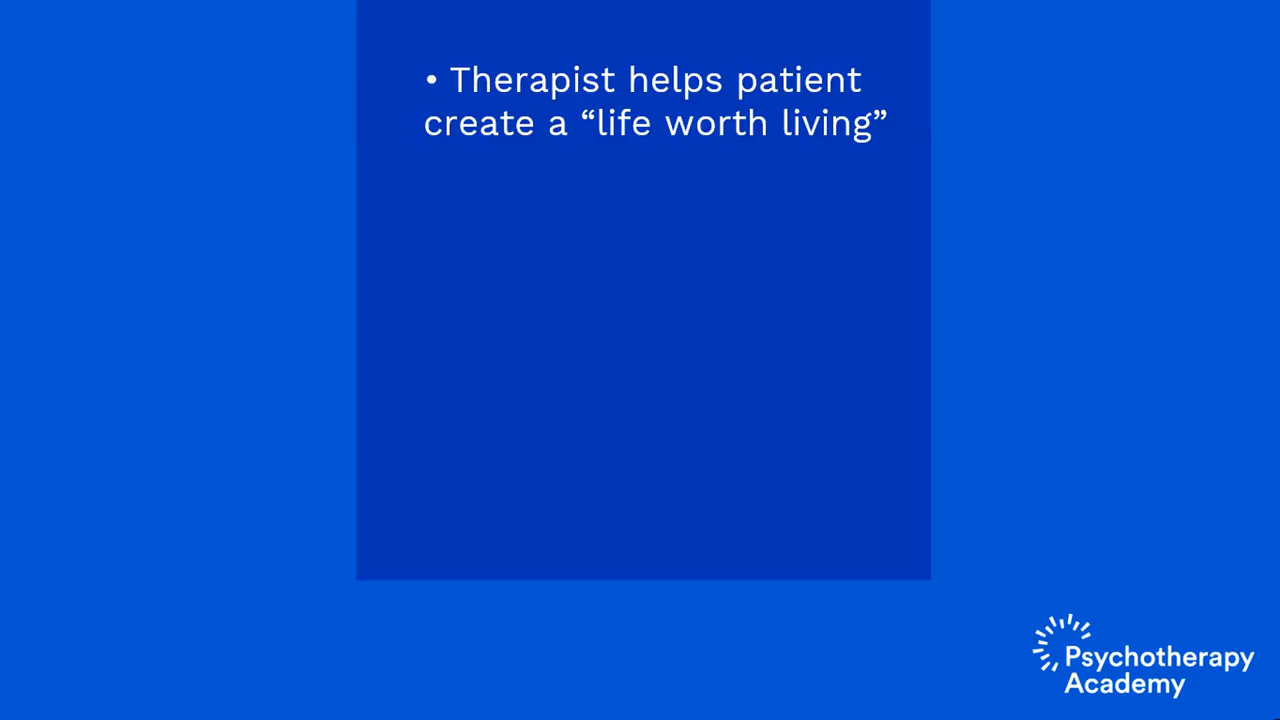 • Therapist helps patient
create a “life worth living”
Psychotherapy
Academy